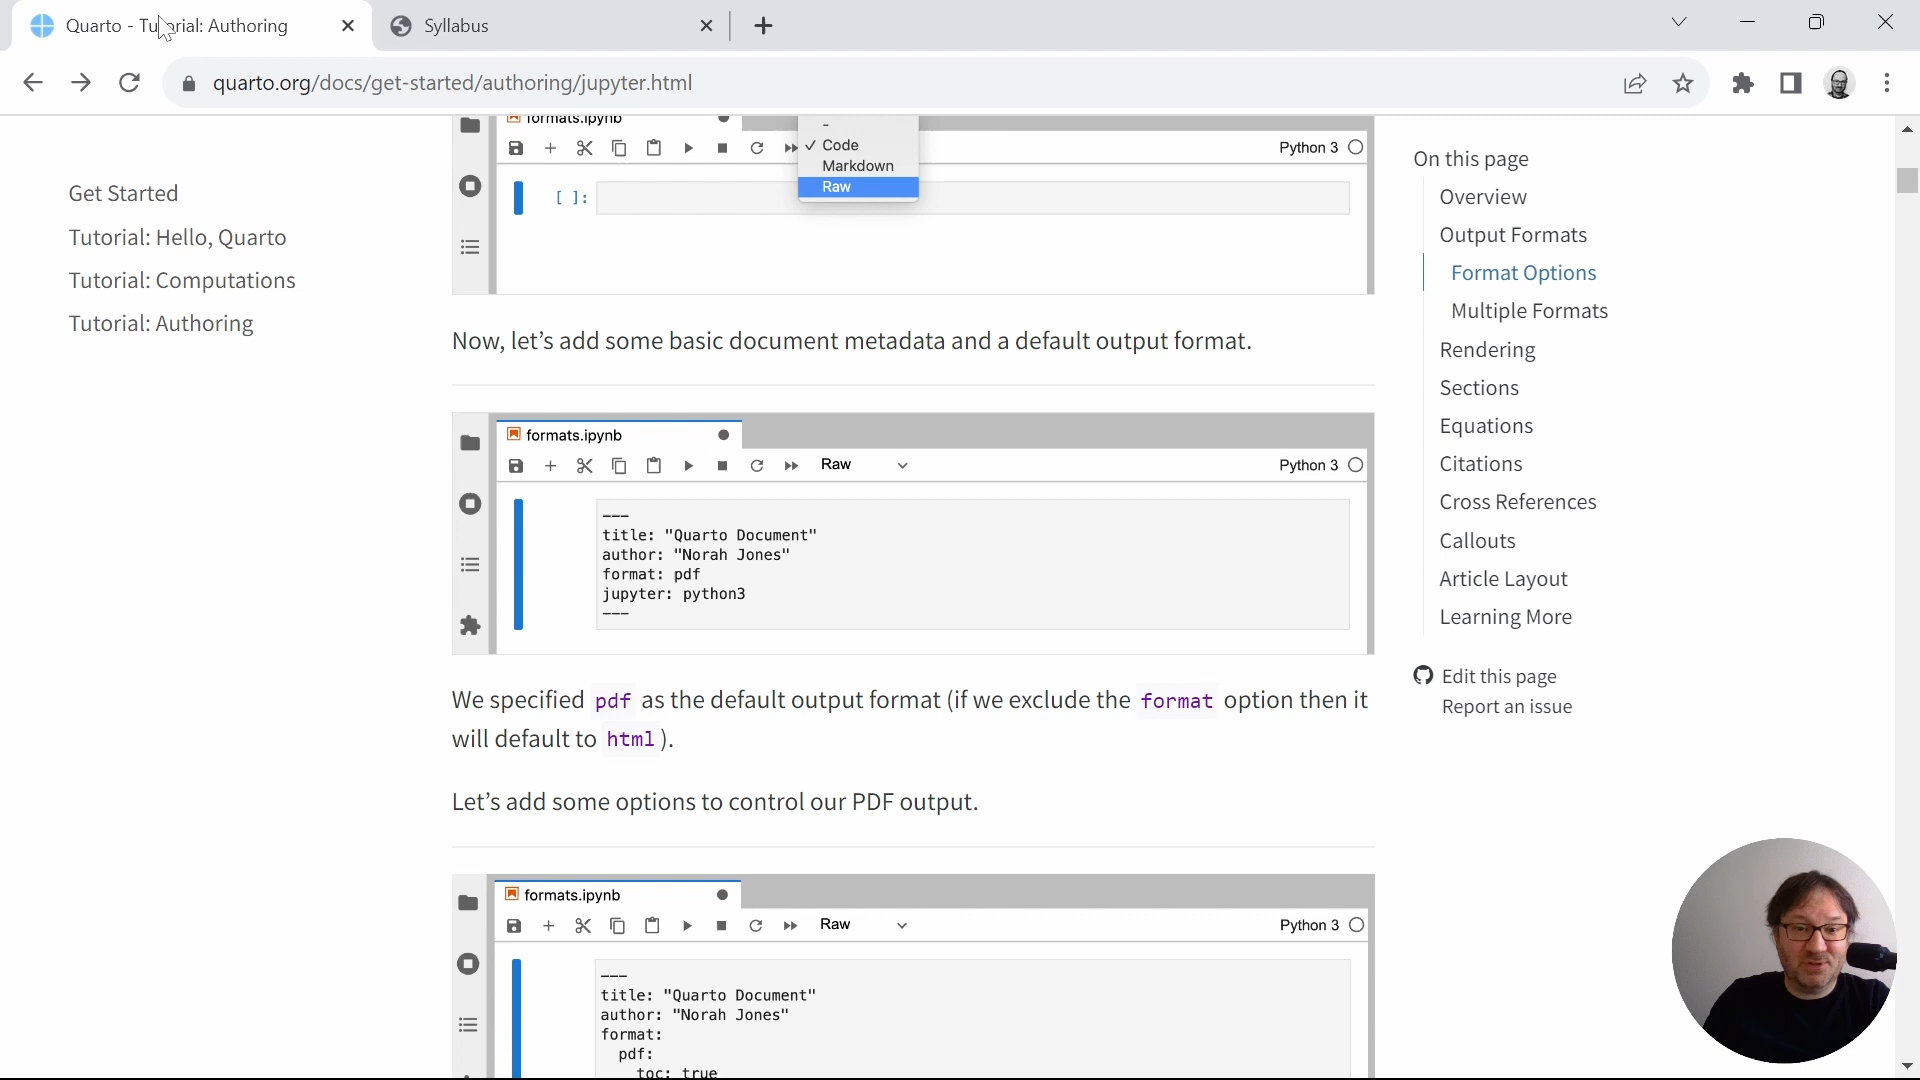 Quarto - Tutorial: Authoring
Syllabus
quarto.org/docs/get-started/authoring/jupyter.html
Get Started
Tutorial: Hello, Quarto
Tutorial: Computations
Tutorial: Authoring
formats.ipynb
-
Code
Markdown
Raw
Python 3
[ ]:
Now, let’s add some basic document metadata and a default output format.
formats.ipynb
Raw
Python 3
---
title: "Quarto Document"
author: "Norah Jones"
format: pdf
jupyter: python3
---
We specified pdf as the default output format (if we exclude the format option then it
will default to html ).
Let’s add some options to control our PDF output.
formats.ipynb
Raw
Python 3
---
title: "Quarto Document"
author: "Norah Jones"
format:
pdf:
toc: true
On this page
Overview
Output Formats
Format Options
Multiple Formats
Rendering
Sections
Equations
Citations
Cross References
Callouts
Article Layout
Learning More
Edit this page
Report an issue